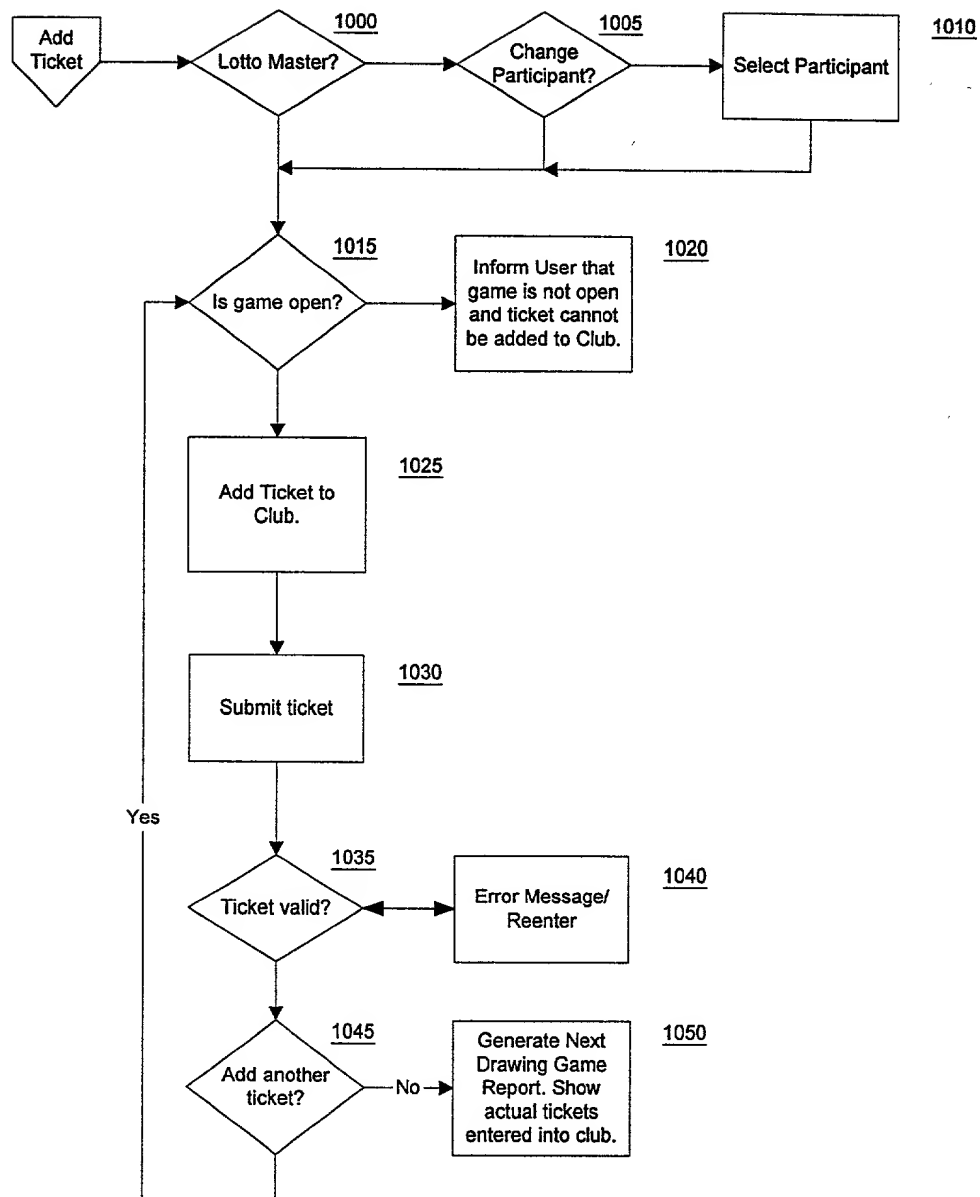 Add
Ticket
Lotto Master?
1000
Change
Participant?
1005
Select Participant
1010
Is game open?
1015
Inform User that
game is not open
and ticket cannot
be added to Club.
1020
Add Ticket to
Club.
1025
Submit ticket
1030
Yes
Ticket valid?
1035
Error Message/
Reenter
1040
Add another
ticket?
1045
No
Generate Next
Drawing Game
Report. Show
actual tickets
entered into club.
1050